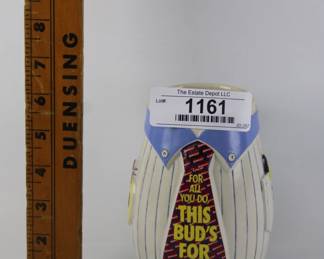 8
7
6
5
4
3
2
DUENSING
The Estate Depot LLC
Lot#
1161
FOR
ALL
YOU DO,
THIS
BUD'S
FOR